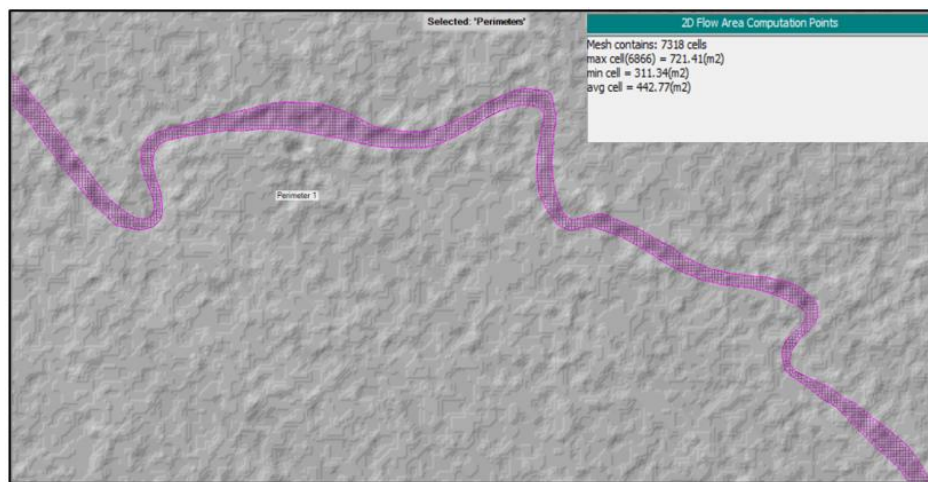 Selected: 'Perimeters'
2D Flow Area Computation Points
Mesh contains: 7318 cells
max cell(6866) = 721.41(m2)
min cell = 311.34(m2)
avg cell = 442.77(m2)
Perimeter 1